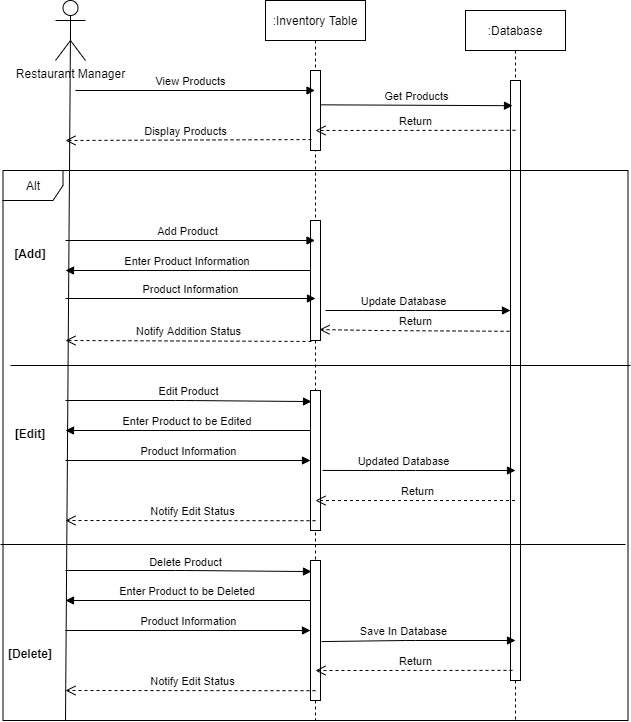 :Inventory Table
:Database
Restaurant Manager
View Products
Get Products
Return
Display Products
Alt
Add Product
[Add]
Enter Product Information
Product Information
Update Database
Return
Notify Addition Status
Edit Product
Enter Product to be Edited
[Edit]
Product Information
Updated Database
Return
Notify Edit Status
Delete Product
Enter Product to be Deleted
Product Information
Save In Database
[Delete]
Return
Notify Edit Status